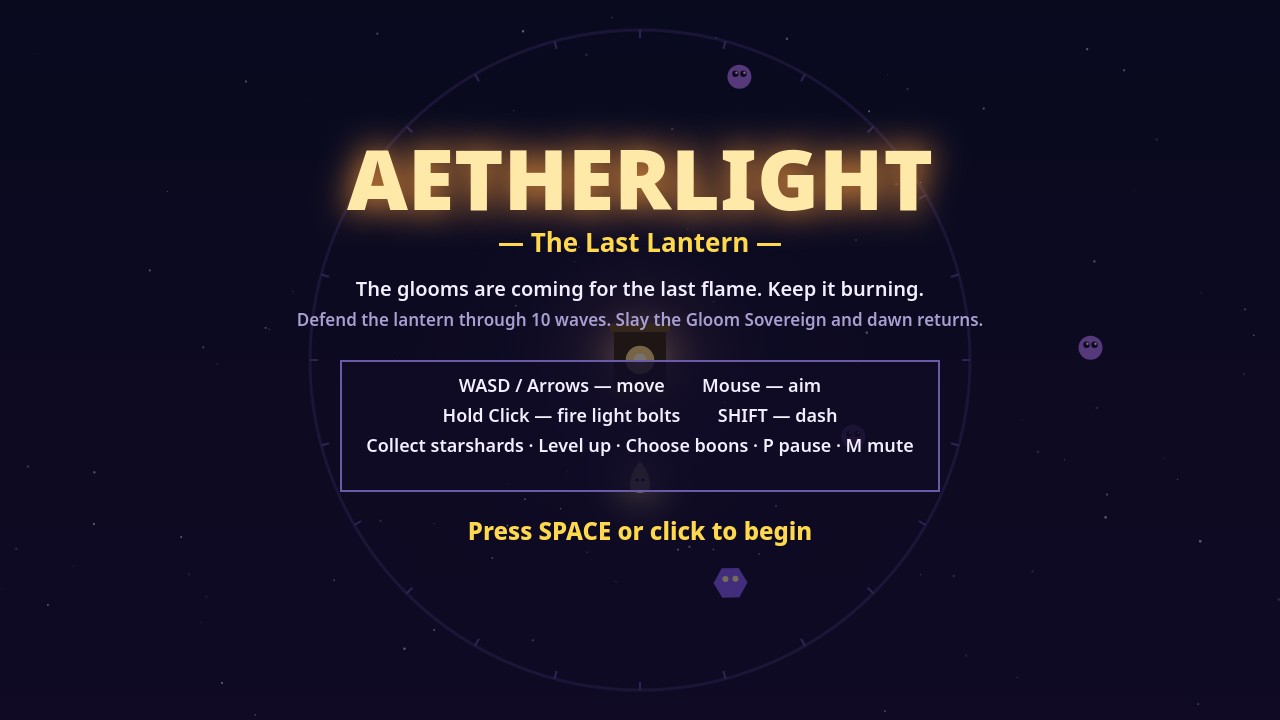 AETHERLIGHT
— The Last Lantern —
The glooms are coming for the last flame. Keep it burning.
Defend the lantern through 10 waves. Slay the Gloom Sovereign and dawn returns.
WASD / Arrows — move Mouse — aim
Hold Click — fire light bolts SHIFT — dash
Collect starshards · Level up · Choose boons · P pause · M mute
Press SPACE or click to begin